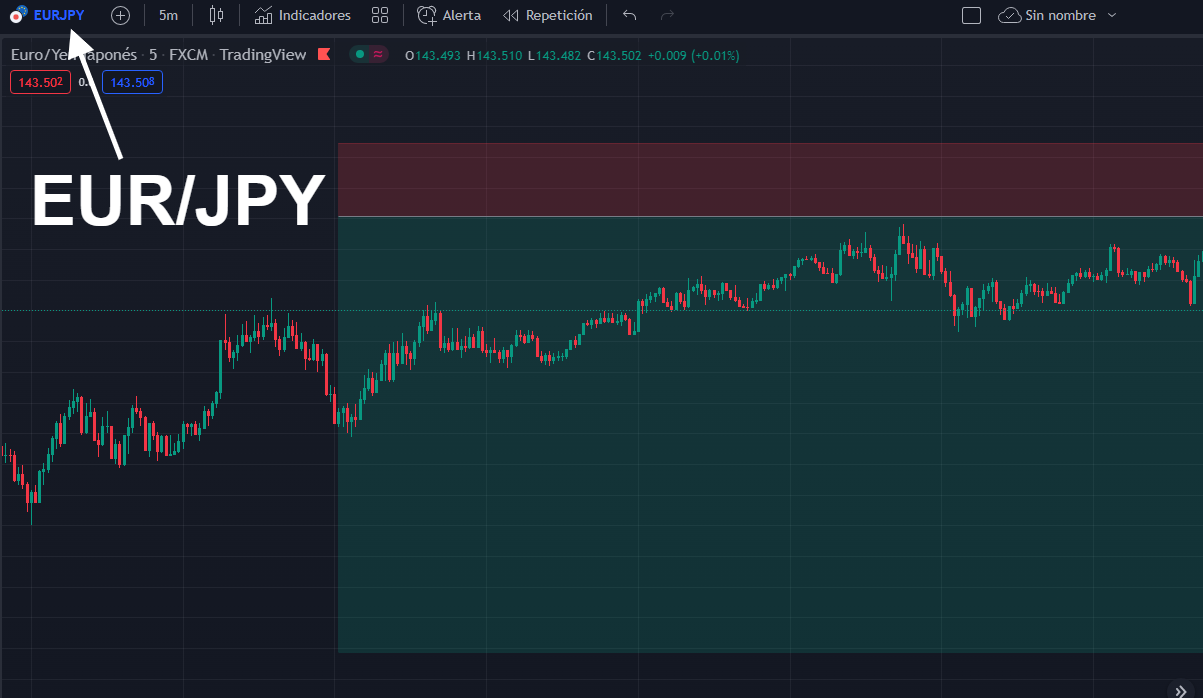 EURJPY 5m Indicadores Alerta Repetición Sin nombre
Euro/Yen Japonés · 5 · FXCM · TradingView O143.493 H143.510 L143.482 C143.502 +0.009 (+0.01%)
143.502 0. 143.508
EUR/JPY